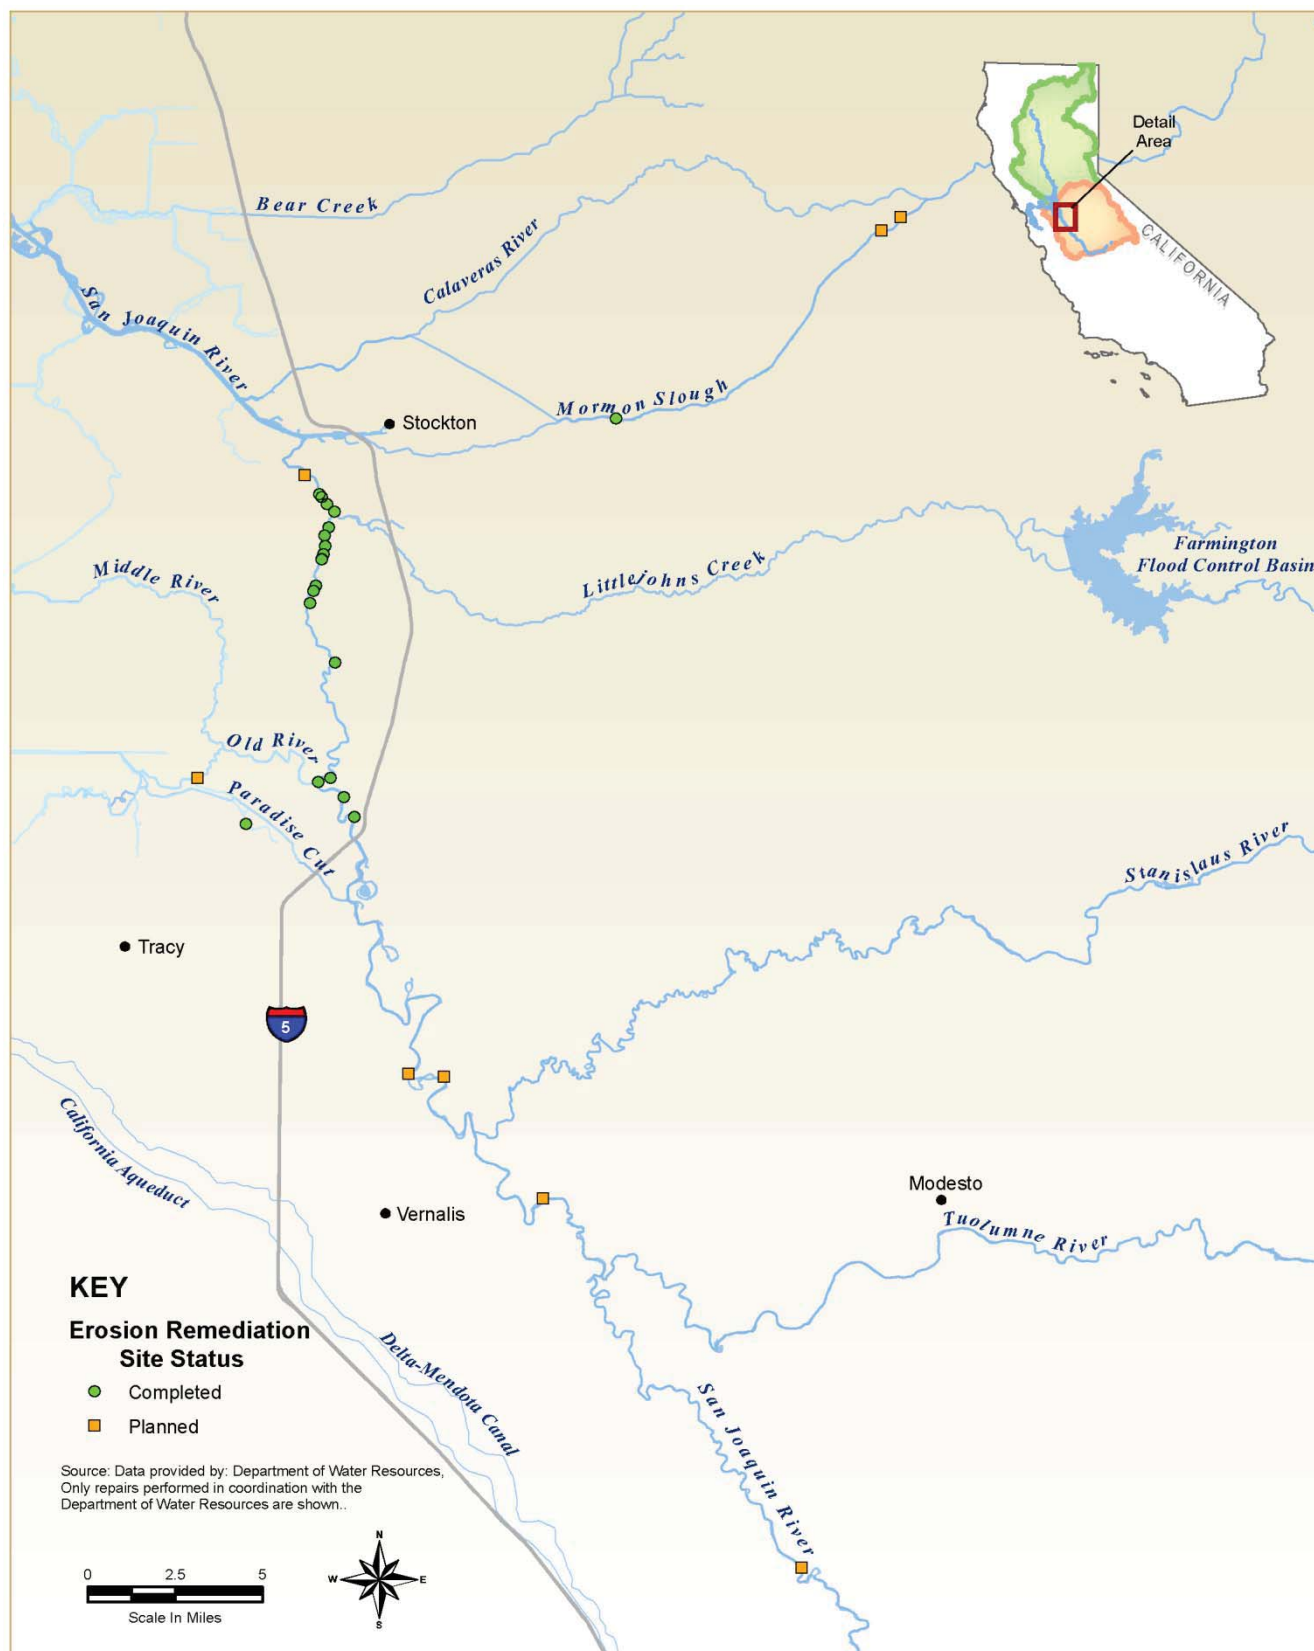 Detail
Area
CALIFORNIA
Bear Creek
Calaveras River
San Joaquin River
Mormon Slough
Stockton
Middle River
Littlejohns Creek
Farmington
Flood Control Basin
Old River
Paradise Cut
Stanislaus River
Tracy
5
California Aqueduct
Modesto
Vernalis
Tuolumne River
KEY
Erosion Remediation
Site Status
Completed
Planned
Delta-Mendota Canal
San Joaquin River
Source: Data provided by: Department of Water Resources,
Only repairs performed in coordination with the
Department of Water Resources are shown..
0 2.5 5
Scale In Miles
N
W E
S